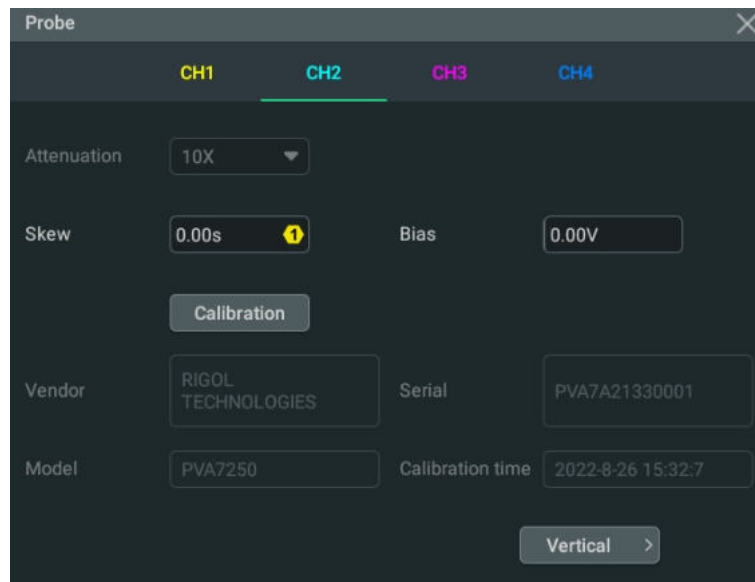 Probe
CH1 CH2 CH3 CH4
Attenuation 10X
Skew 0.00s 1 Bias 0.00V
Calibration
Vendor RIGOL
TECHNOLOGIES Serial PVA7A21330001
Model PVA7250 Calibration time 2022-8-26 15:32:7
Vertical >